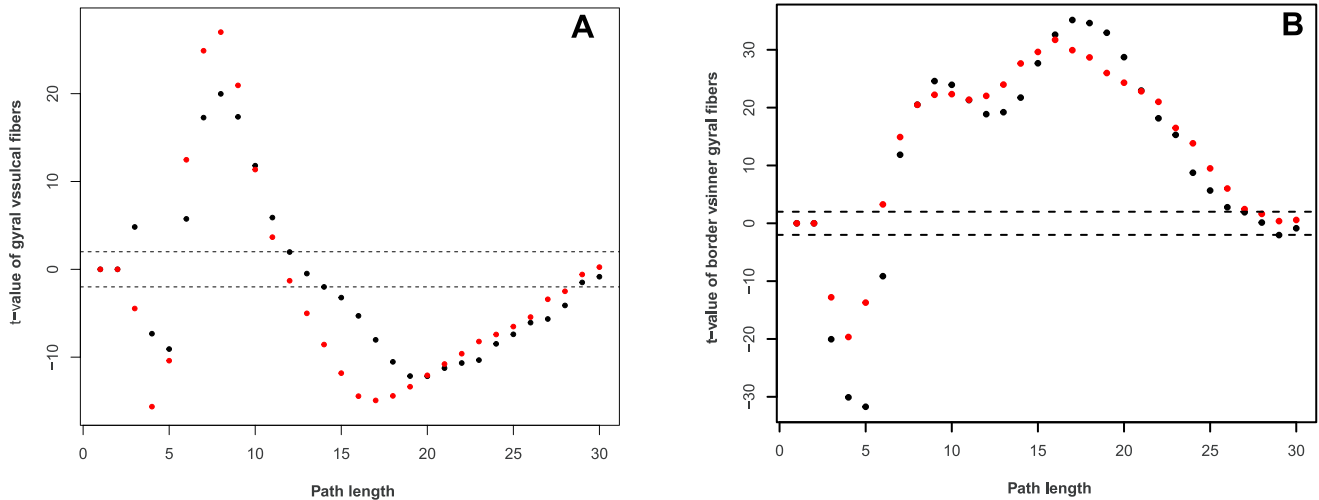 A
t−value of gyral vssulcal fibers
20
10
0
−10
0 5 10 15 20 25 30
Path length
B
t−value of border vsinner gyral fibers
30
20
10
0
−10
−20
−30
0 5 10 15 20 25 30
Path length